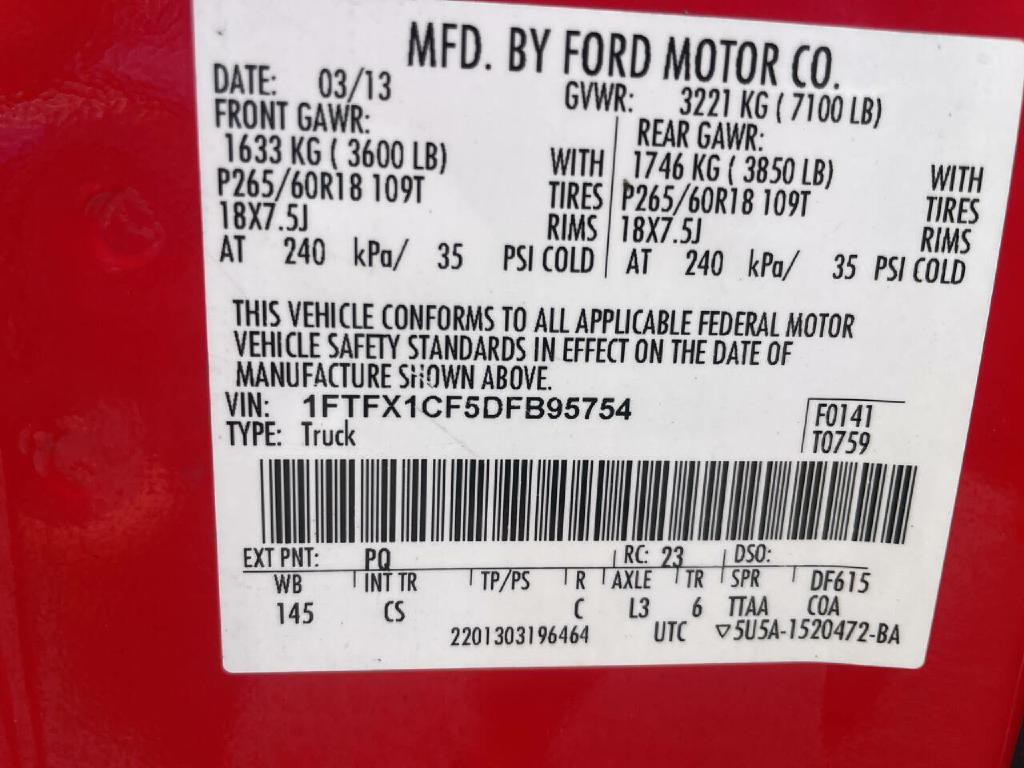 MFD. BY FORD MOTOR CO.
DATE: 03/13 GVWR: 3221 KG ( 7100 LB)
FRONT GAWR: REAR GAWR:
1633 KG ( 3600 LB) WITH 1746 KG ( 3850 LB) WITH
P265/60R18 109T TIRES P265/60R18 109T TIRES
18X7.5J RIMS 18X7.5J RIMS
AT 240 kPa/ 35 PSI COLD AT 240 kPa/ 35 PSI COLD
THIS VEHICLE CONFORMS TO ALL APPLICABLE FEDERAL MOTOR
VEHICLE SAFETY STANDARDS IN EFFECT ON THE DATE OF
MANUFACTURE SHOWN ABOVE.
VIN: 1FTFX1CF5DFB95754 F0141
TYPE: Truck T0759
EXT PNT: PQ RC: 23 DSO:
WB INT TR TP/PS R AXLE TR SPR DF615
145 CS C L3 6 TTAA COA
2201303196464 UTC ▽5U5A-1520472-BA